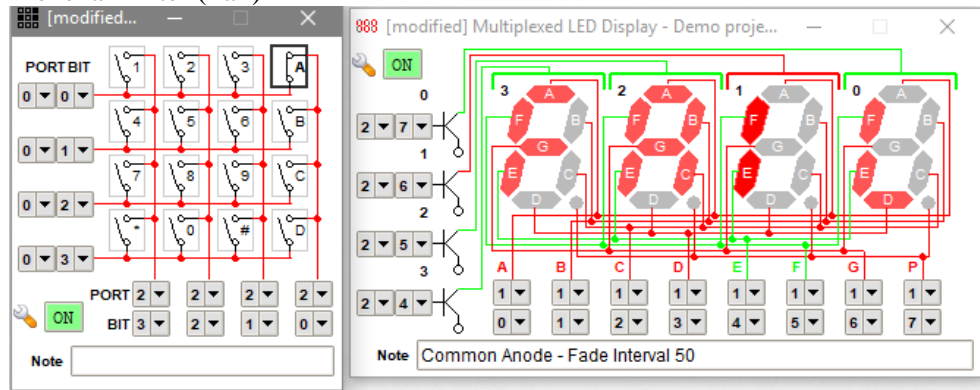 [modified...
PORT BIT
1 2 3 A
0 0
4 5 6 B
0 1
7 8 9 C
0 2
* 0 # D
0 3
PORT 2 2 2 2
ON
BIT 3 2 1 0
Note
888 [modified] Multiplexed LED Display - Demo proje...
ON
0
2 7
1
2 6
2
2 5
3
2 4
3 2 1 0
A A A A
F B F B F B F B
G G G G
E C E C E C E C
D D D D
A B C D E F G P
1 1 1 1 1 1 1 1
0 1 2 3 4 5 6 7
Note Common Anode - Fade Interval 50